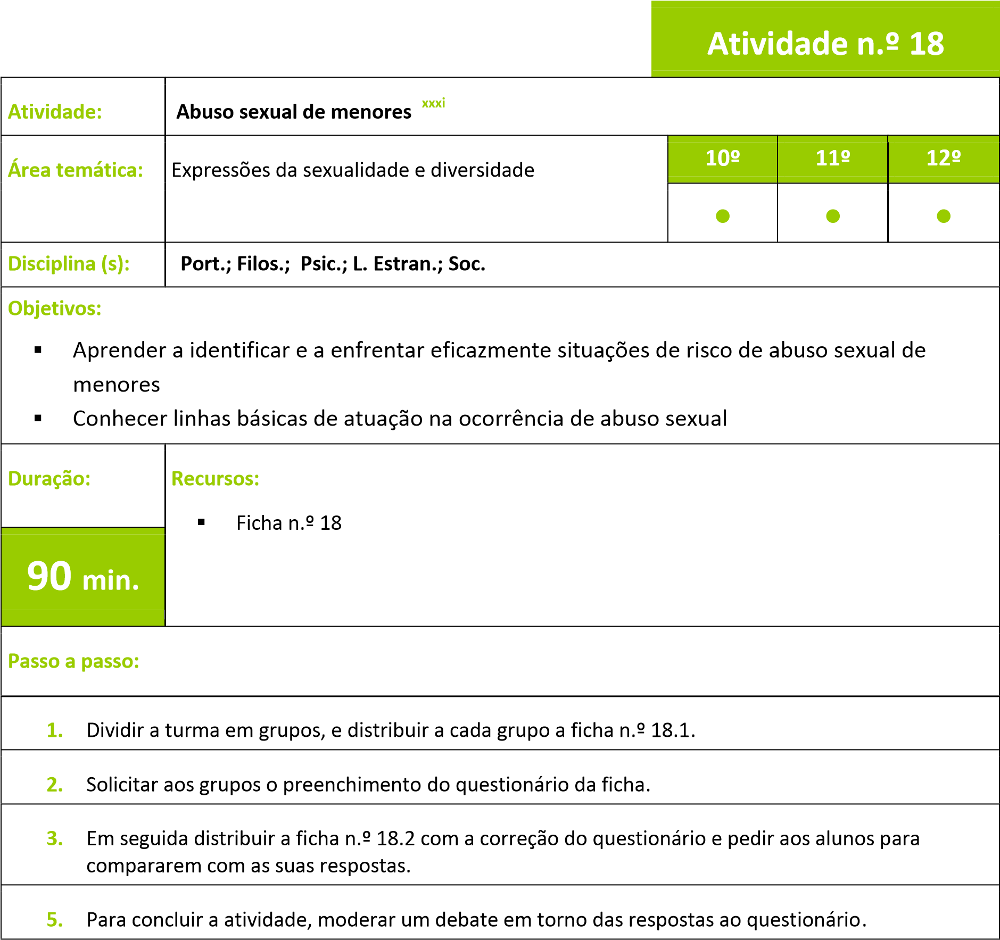 Atividade n.º 18
Atividade:
Abuso sexual de menores xxxi
Área temática:
Expressões da sexualidade e diversidade
10º
11º
12º
Disciplina (s):
Port.; Filos.; Psic.; L. Estran.; Soc.
Objetivos:
▪ Aprender a identificar e a enfrentar eficazmente situações de risco de abuso sexual de
menores
▪ Conhecer linhas básicas de atuação na ocorrência de abuso sexual
Duração:
90 min.
Recursos:
▪ Ficha n.º 18
Passo a passo:
1. Dividir a turma em grupos, e distribuir a cada grupo a ficha n.º 18.1.
2. Solicitar aos grupos o preenchimento do questionário da ficha.
3. Em seguida distribuir a ficha n.º 18.2 com a correção do questionário e pedir aos alunos para
compararem com as suas respostas.
5. Para concluir a atividade, moderar um debate em torno das respostas ao questionário.